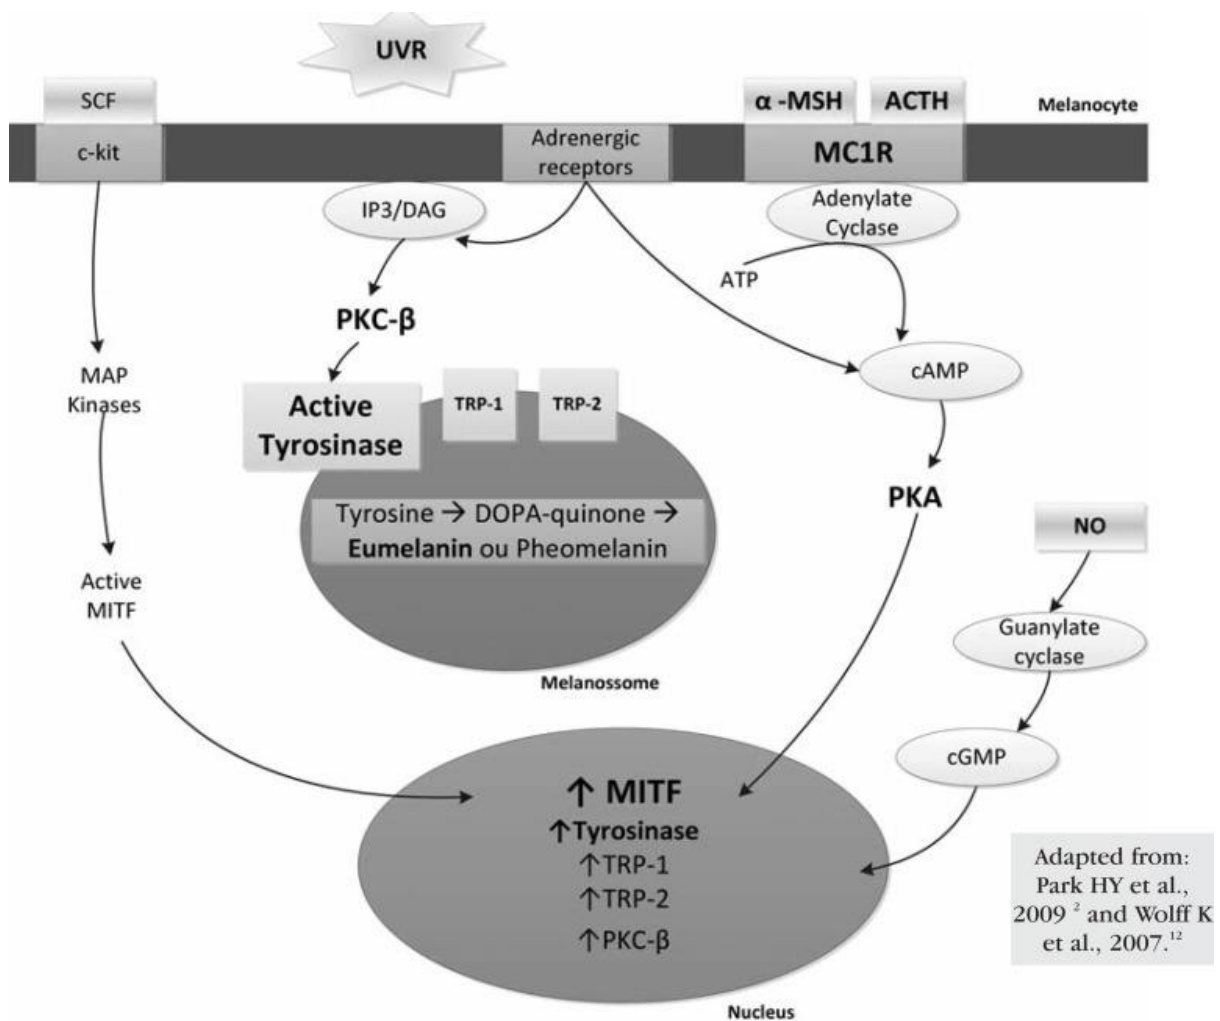 UVR
SCF
c-kit
Adrenergic
receptors
α -MSH
ACTH
MC1R
Melanocyte
IP3/DAG
Adenylate
Cyclase
ATP
PKC-β
cAMP
MAP
Kinases
Active
Tyrosinase
TRP-1
TRP-2
PKA
Tyrosine → DOPA-quinone →
Eumelanin ou Pheomelanin
NO
Active
MITF
Guanylate
cyclase
Melanossome
cGMP
↑ MITF
↑Tyrosinase
↑TRP-1
↑TRP-2
↑PKC-β
Nucleus
Adapted from:
Park HY et al.,
2009 ² and Wolff K
et al., 2007.¹²